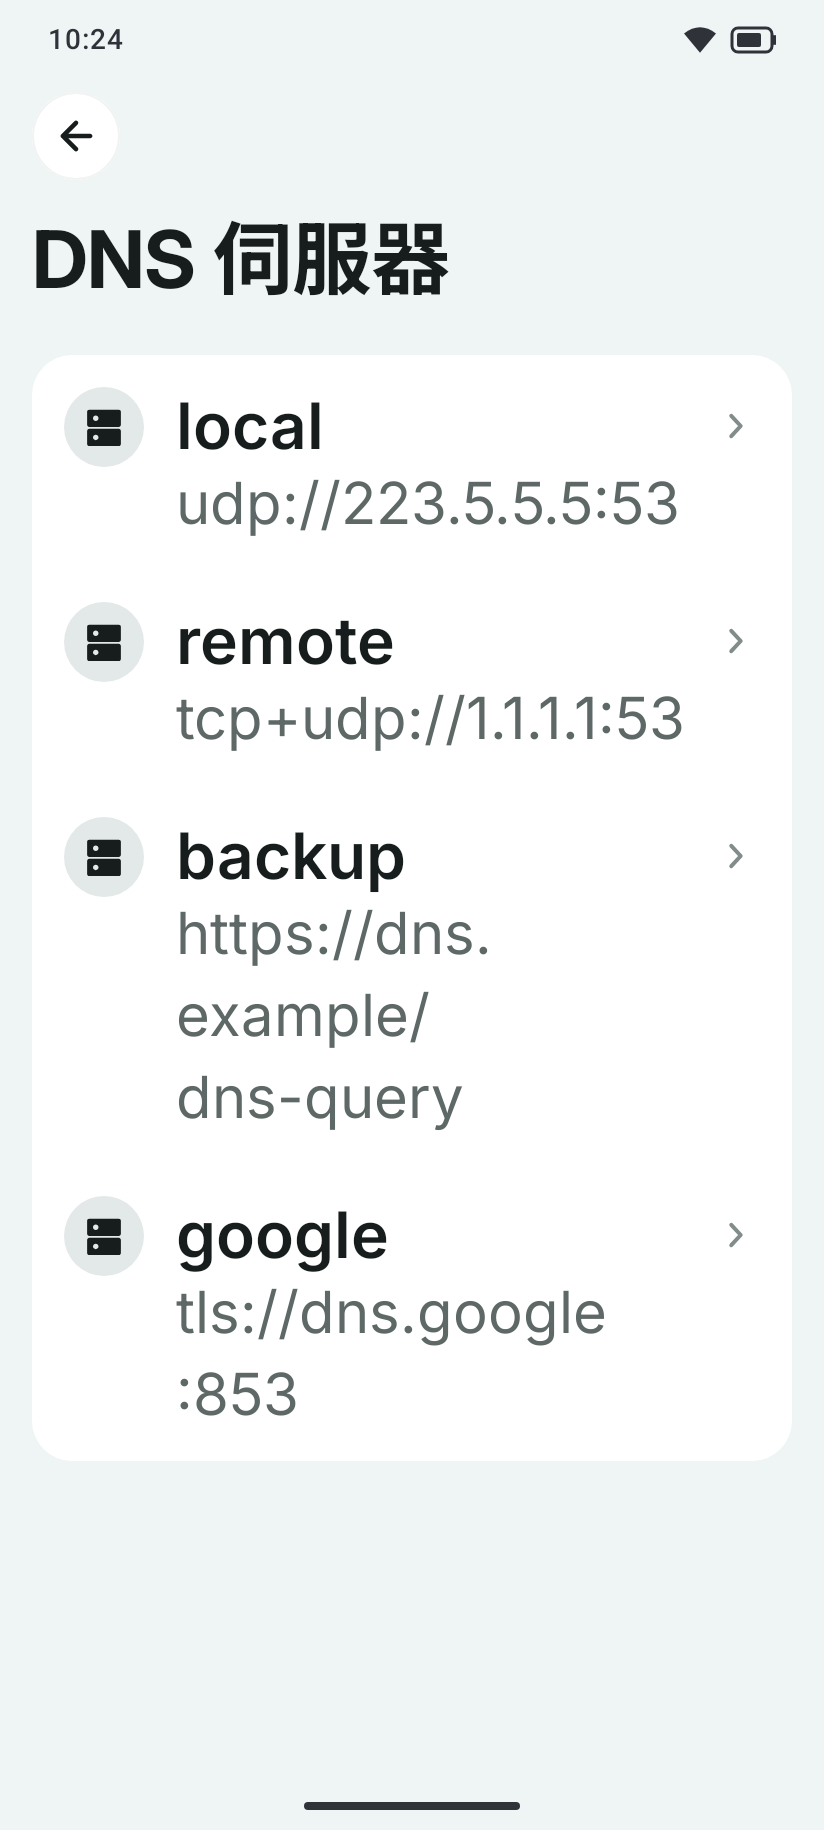 10:24
DNS 伺服器
local
udp://223.5.5.5:53
remote
tcp+udp://1.1.1.1:53
backup
https://dns.
example/
dns-query
google
tls://dns.google
:853